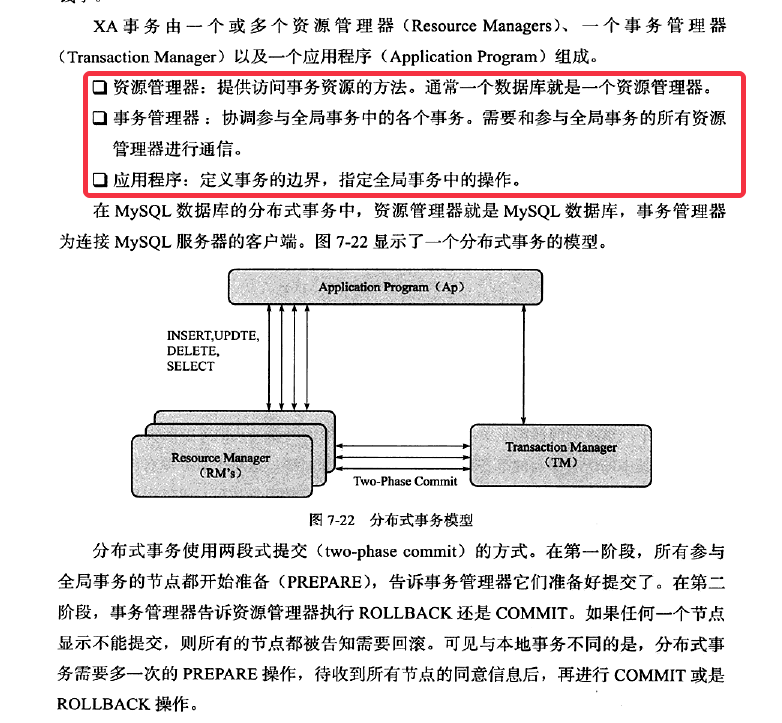 XA 事务由一个或多个资源管理器（Resource Managers）、一个事务管理器
（Transaction Manager）以及一个应用程序（Application Program）组成。
❑ 资源管理器：提供访问事务资源的方法。通常一个数据库就是一个资源管理器。
❑ 事务管理器：协调参与全局事务中的各个事务。需要和参与全局事务的所有资源
管理器进行通信。
❑ 应用程序：定义事务的边界，指定全局事务中的操作。
在 MySQL 数据库的分布式事务中，资源管理器就是 MySQL 数据库，事务管理器
为连接 MySQL 服务器的客户端。图 7-22 显示了一个分布式事务的模型。
Application Program（Ap）
INSERT,UPDTE,
DELETE,
SELECT
Resource Manager
（RM's）
Transaction Manager
（TM）
Two-Phase Commit
图 7-22 分布式事务模型
分布式事务使用两段式提交（two-phase commit）的方式。在第一阶段，所有参与
全局事务的节点都开始准备（PREPARE），告诉事务管理器它们准备好提交了。在第二
阶段，事务管理器告诉资源管理器执行 ROLLBACK 还是 COMMIT。如果任何一个节点
显示不能提交，则所有的节点都被告知需要回滚。可见与本地事务不同的是，分布式事
务需要多一次的 PREPARE 操作，待收到所有节点的同意信息后，再进行 COMMIT 或是
ROLLBACK 操作。